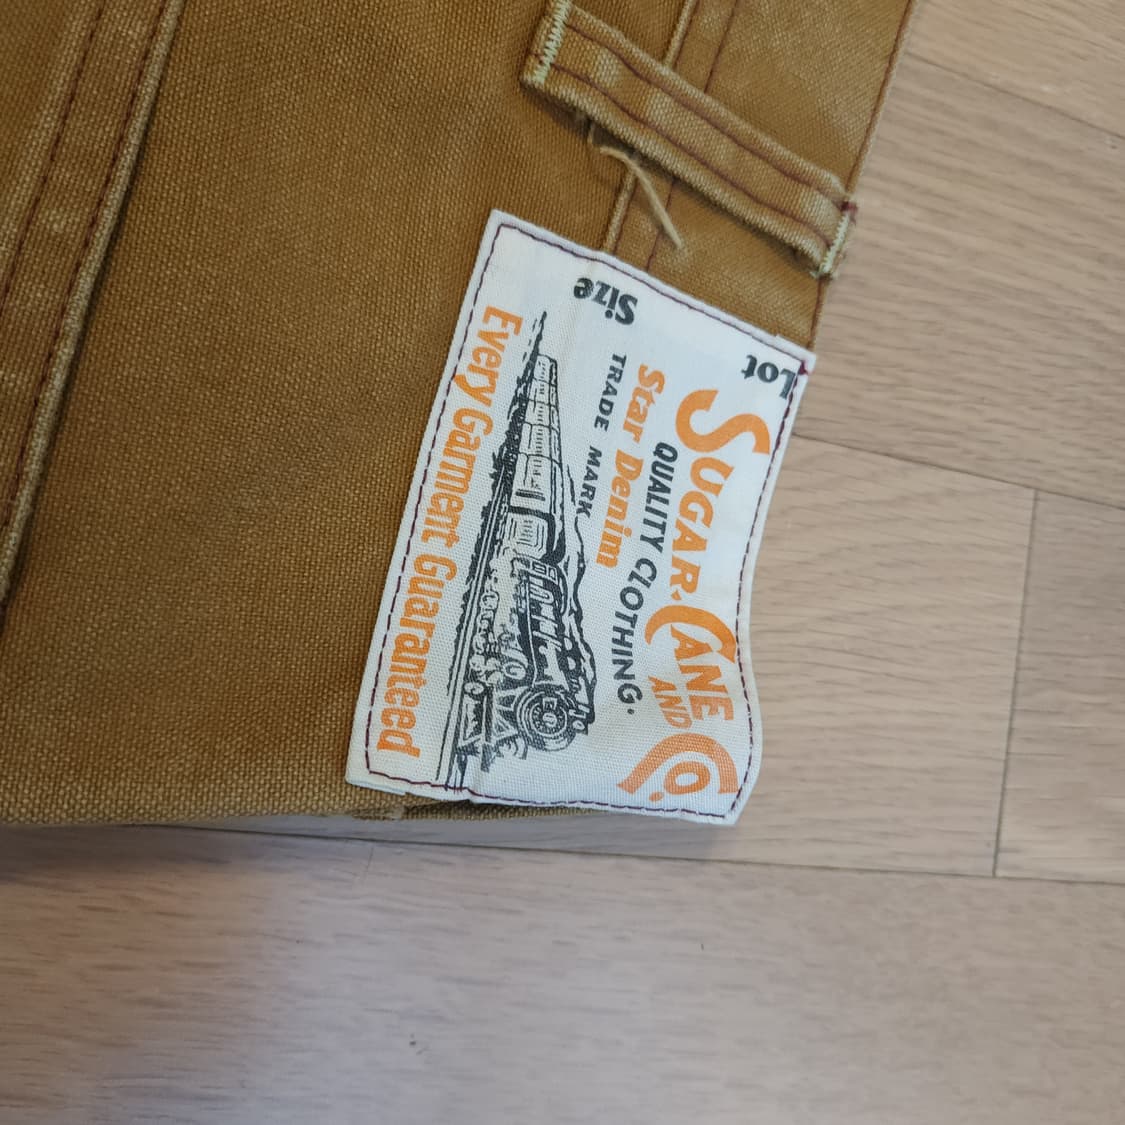 Lot
Size
SUGAR CANE
AND CO.
QUALITY CLOTHING.
Star Denim
TRADE MARK
Every Garment Guaranteed